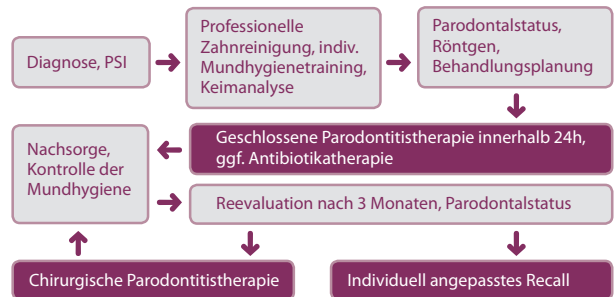 Diagnose, PSI
Professionelle
Zahnreinigung, indiv.
Mundhygienetraining,
Keimanalyse
Parodontalstatus,
Röntgen,
Behandlungsplanung
Geschlossene Parodontitistherapie innerhalb 24h,
ggf. Antibiotikatherapie
Nachsorge,
Kontrolle der
Mundhygiene
Reevaluation nach 3 Monaten, Parodontalstatus
Chirurgische Parodontitistherapie
Individuell angepasstes Recall